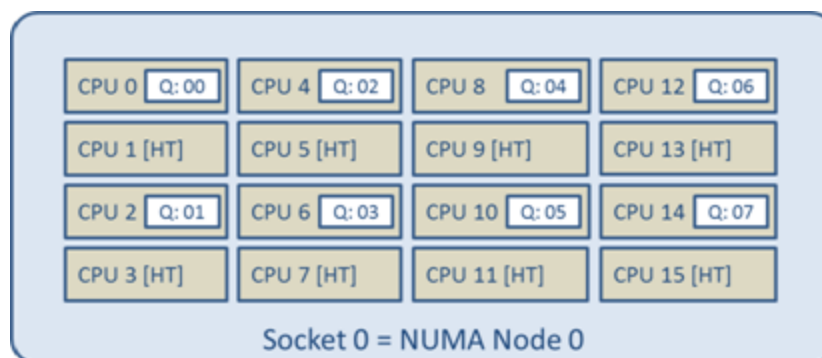 CPU 0 Q: 00 CPU 4 Q: 02 CPU 8 Q: 04 CPU 12 Q: 06
CPU 1 [HT] CPU 5 [HT] CPU 9 [HT] CPU 13 [HT]
CPU 2 Q: 01 CPU 6 Q: 03 CPU 10 Q: 05 CPU 14 Q: 07
CPU 3 [HT] CPU 7 [HT] CPU 11 [HT] CPU 15 [HT]
Socket 0 = NUMA Node 0